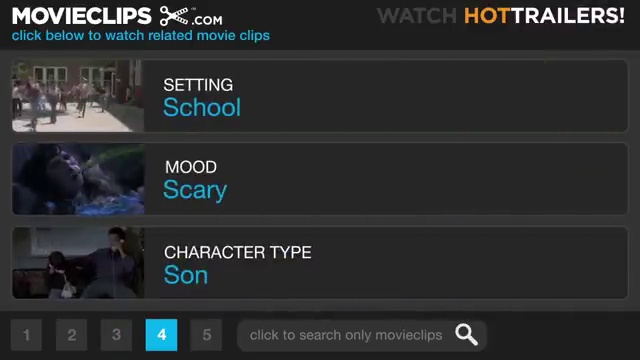 MOVIECLIPS .COM
WATCH HOTTRAILERS!
click below to watch related movie clips
SETTING
School
MOOD
Scary
CHARACTER TYPE
Son
1 2 3 4 5 click to search only movieclips